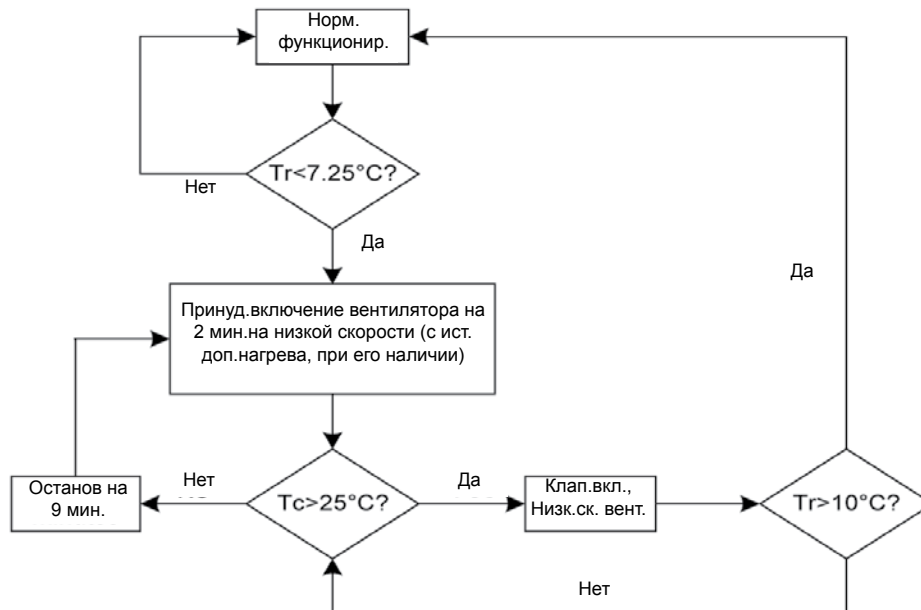 Норм.
функционир.
Tr<7.25°C?
Нет
Да
Да
Принуд.включение вентилятора на
2 мин.на низкой скорости (с ист.
доп.нагрева, при его наличии)
Останов на
9 мин.
Нет
Tc>25°C?
Да
Клап.вкл.,
Низк.ск. вент.
Tr>10°C?
Нет